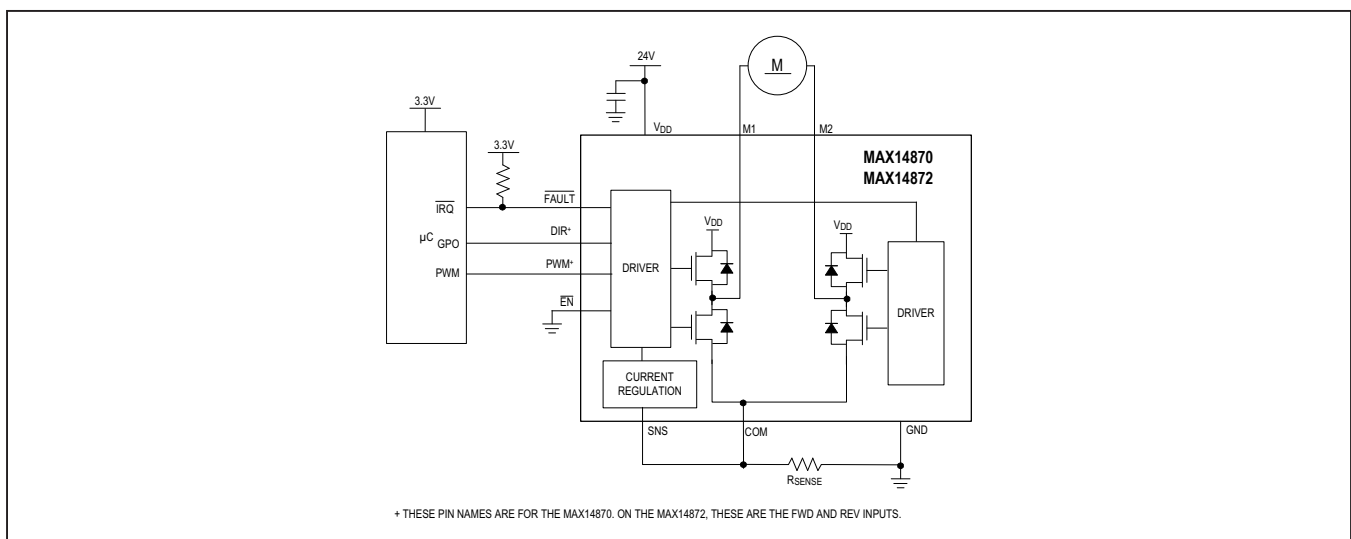 24V
M
3.3V
VDD
M1
M2
3.3V
MAX14870
MAX14872
IRQ
FAULT
µC GPO
DIR+
PWM
PWM+
EN
DRIVER
VDD
VDD
DRIVER
CURRENT
REGULATION
SNS
COM
GND
RSENSE
+ THESE PIN NAMES ARE FOR THE MAX14870. ON THE MAX14872, THESE ARE THE FWD AND REV INPUTS.